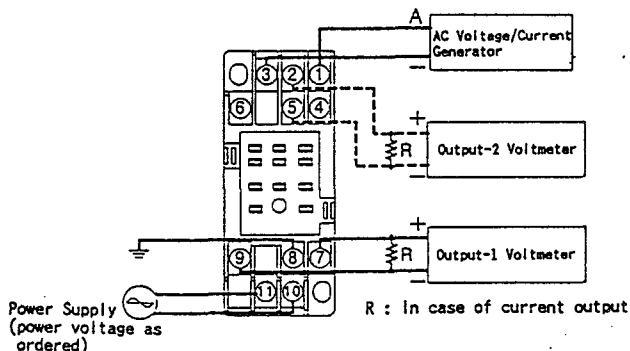 A
AC Voltage/Current
Generator
−
③ ② ①
⑥ ⑤ ④
+
R
Output-2 Voltmeter
−
+
R
Output-1 Voltmeter
−
⑨ ⑧ ⑦
⑪ ⑩
R : In case of current output
Power Supply
(power voltage as
ordered)